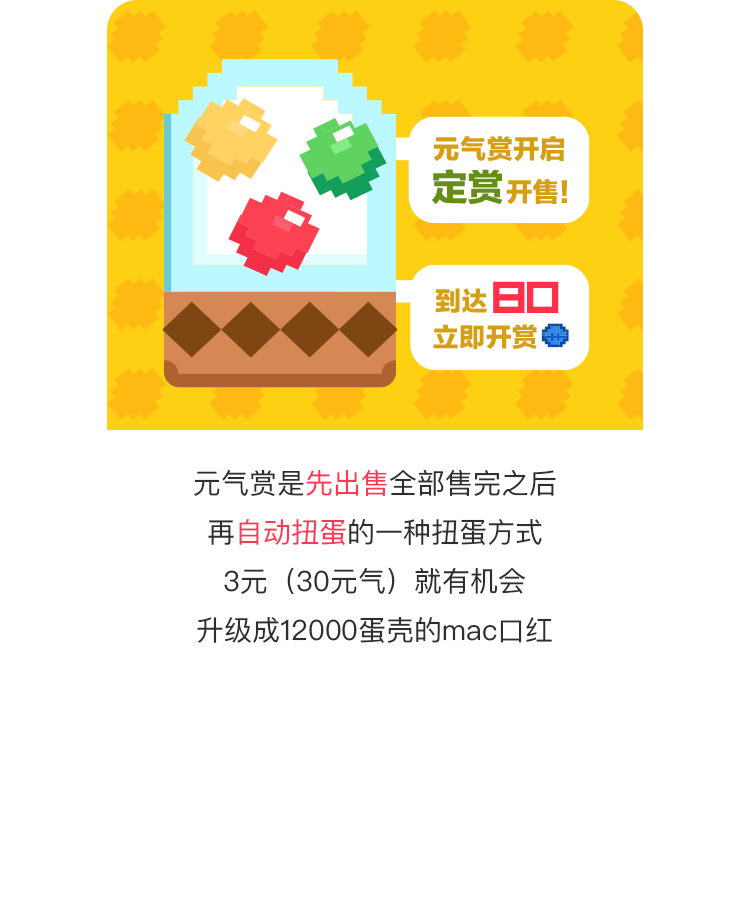 元气赏开启
定赏开售!
到达80
立即开赏
元气赏是先出售全部售完之后
再自动扭蛋的一种扭蛋方式
3元（30元气）就有机会
升级成12000蛋壳的mac口红